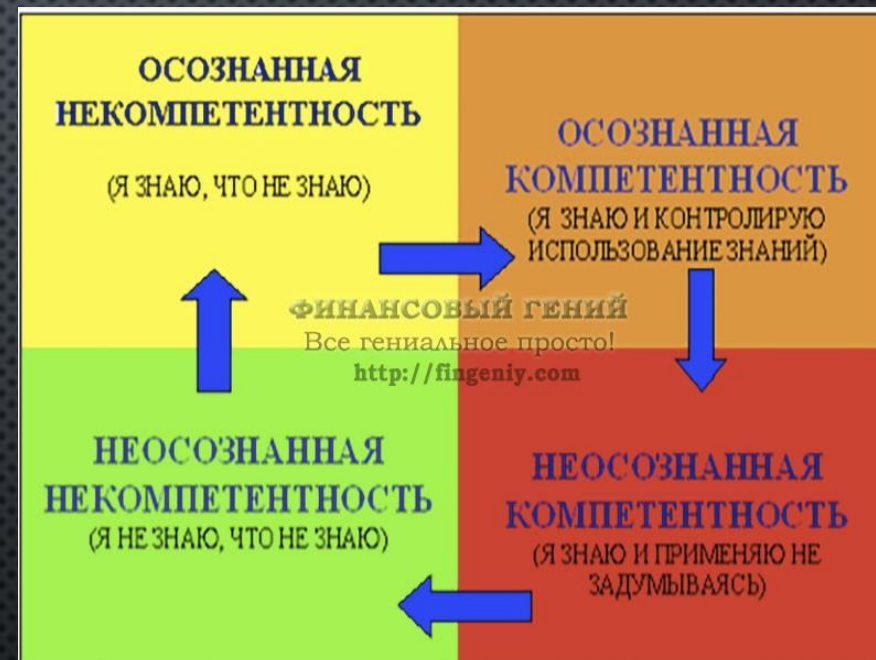 ОСОЗНАННАЯ
НЕКОМПЕТЕНТНОСТЬ
(Я ЗНАЮ, ЧТО НЕ ЗНАЮ)
ОСОЗНАННАЯ
КОМПЕТЕНТНОСТЬ
(Я ЗНАЮ И КОНТРОЛИРУЮ
ИСПОЛЬЗОВАНИЕ ЗНАНИЙ)
ФИНАНСОВЫЙ ГЕНИЙ
Все гениальное просто!
http://fingeniy.com
НЕОСОЗНАННАЯ
НЕКОМПЕТЕНТНОСТЬ
(Я НЕ ЗНАЮ, ЧТО НЕ ЗНАЮ)
НЕОСОЗНАННАЯ
КОМПЕТЕНТНОСТЬ
(Я ЗНАЮ И ПРИМЕНЯЮ НЕ
ЗАДУМЫВАЯСЬ)